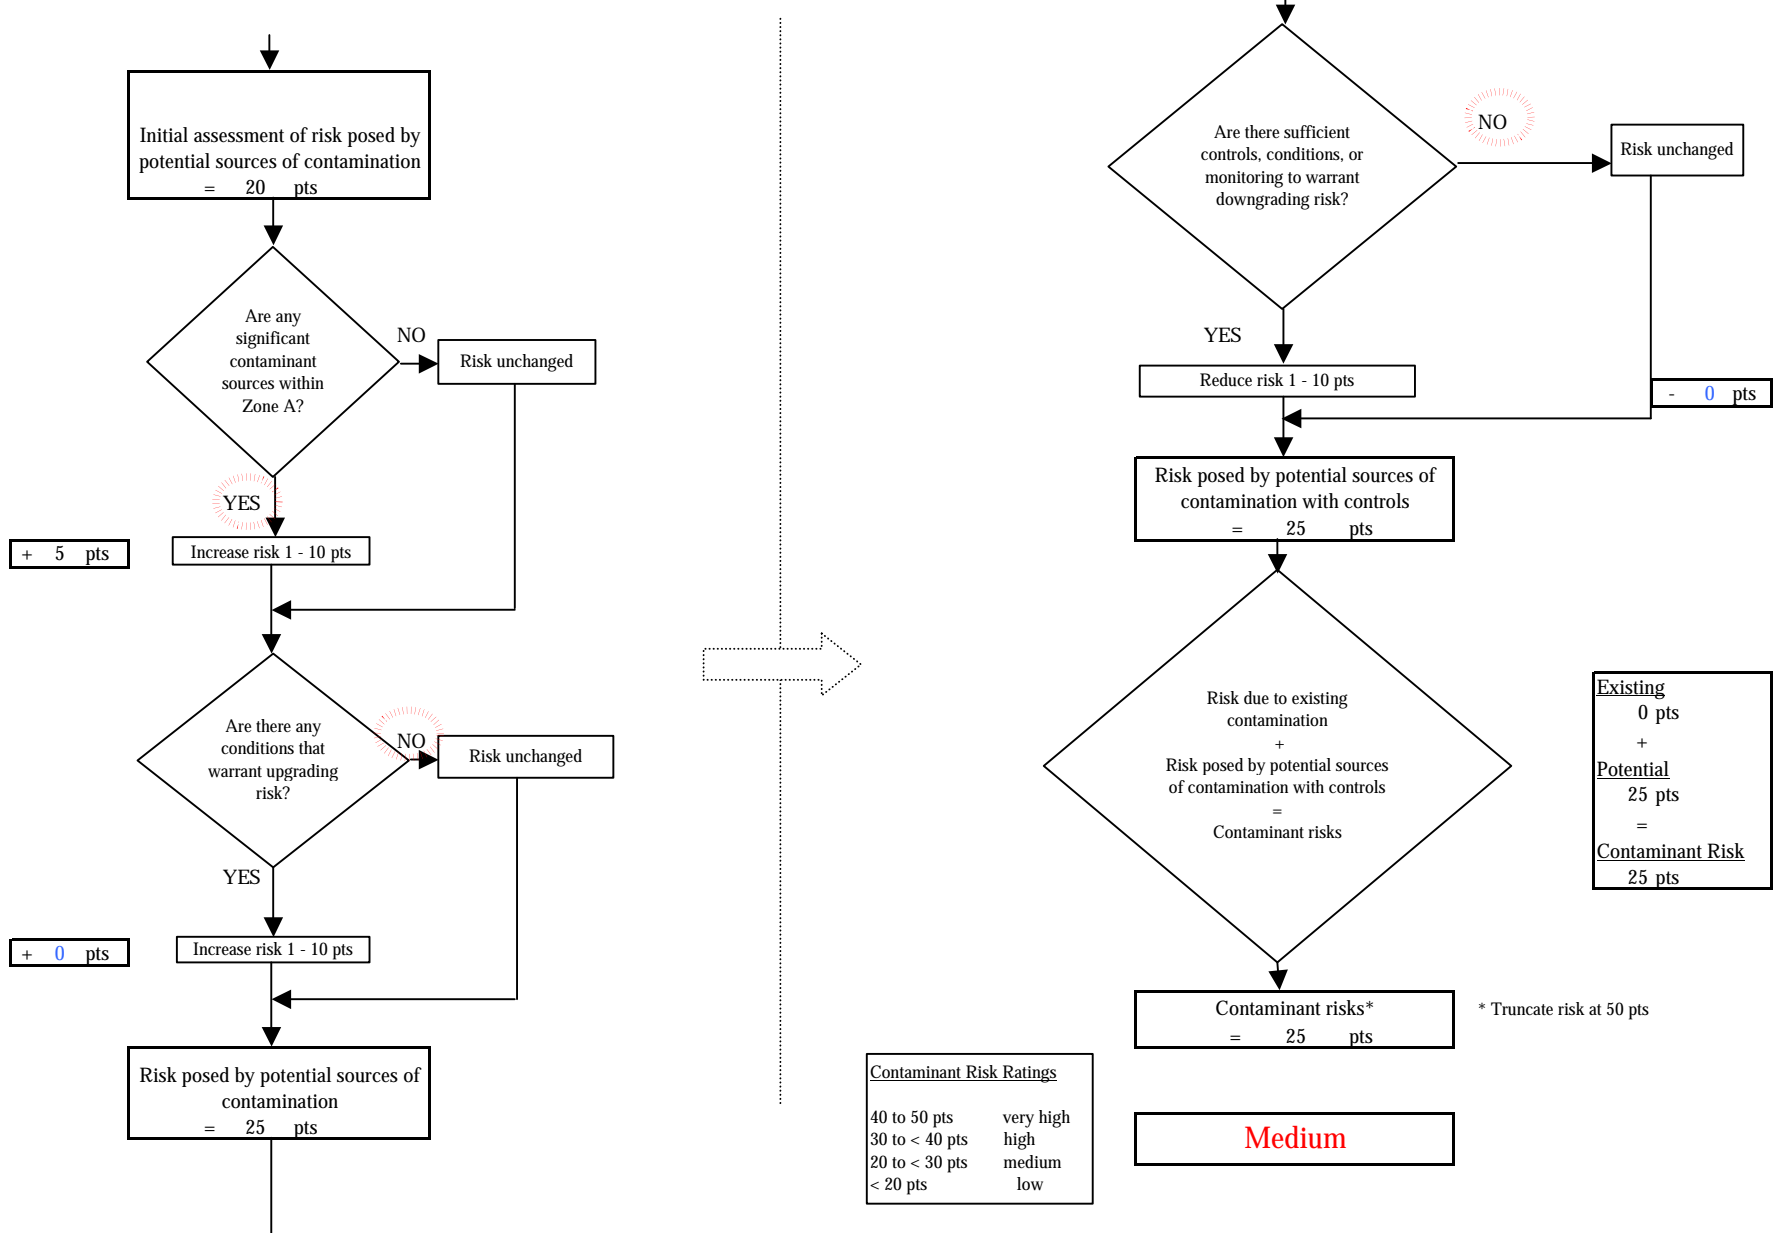 Initial assessment of risk posed by
potential sources of contamination
= 20 pts
Are any
significant
contaminant
sources within
Zone A?
NO
Risk unchanged
YES
+ 5 pts
Increase risk 1 - 10 pts
Are there any
conditions that
warrant upgrading
risk?
NO
Risk unchanged
YES
+ 0 pts
Increase risk 1 - 10 pts
Risk posed by potential sources of
contamination
= 25 pts
Are there sufficient
controls, conditions, or
monitoring to warrant
downgrading risk?
NO
Risk unchanged
YES
Reduce risk 1 - 10 pts
- 0 pts
Risk posed by potential sources of
contamination with controls
= 25 pts
Risk due to existing
contamination
+
Risk posed by potential sources
of contamination with controls
=
Contaminant risks
Existing
0 pts
+
Potential
25 pts
=
Contaminant Risk
25 pts
Contaminant risks*
= 25 pts
* Truncate risk at 50 pts
Contaminant Risk Ratings
40 to 50 pts very high
30 to < 40 pts high
20 to < 30 pts medium
< 20 pts low
Medium